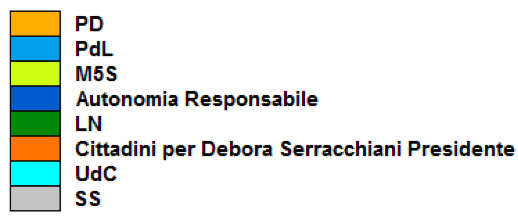 PD
PdL
M5S
Autonomia Responsabile
LN
Cittadini per Debora Serracchiani Presidente
UdC
SS